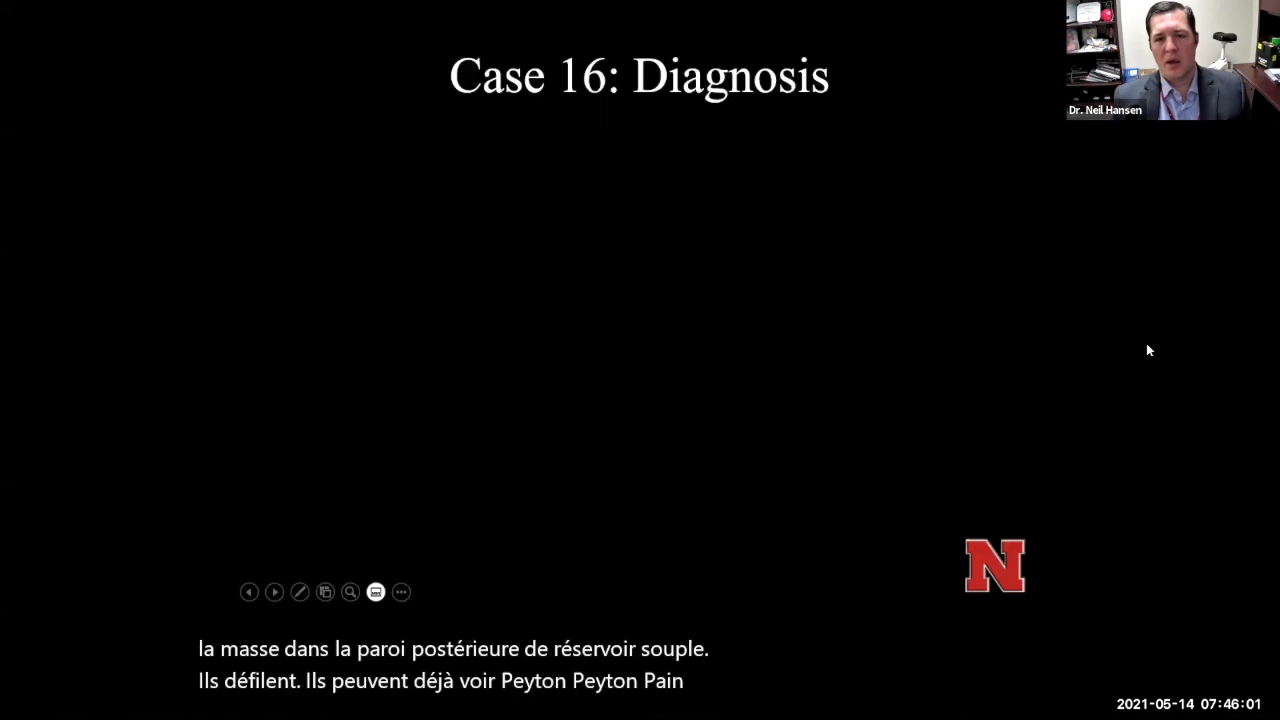 Case 16: Diagnosis
Dr. Neil Hansen
N
la masse dans la paroi postérieure de réservoir souple.
Ils défilent. Ils peuvent déjà voir Peyton Peyton Pain
2021-05-14 07:46:01